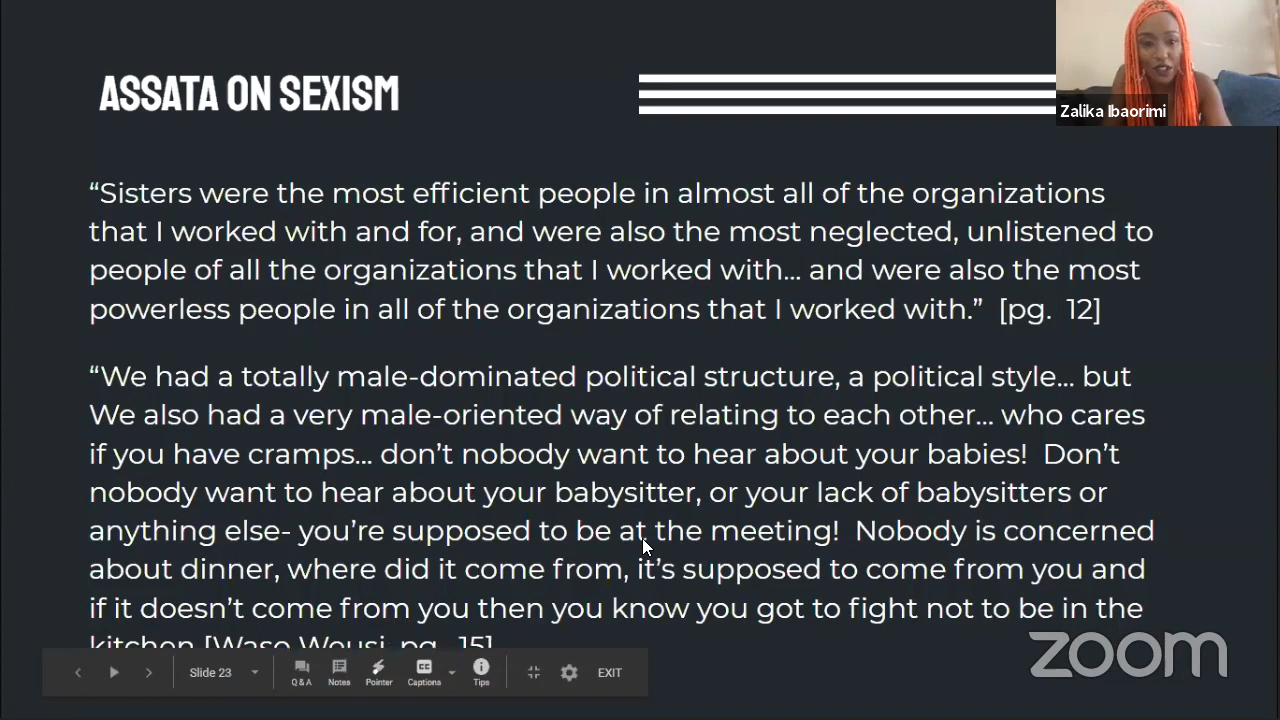 ASSATA ON SEXISM
Zalika Ibaorimi
“Sisters were the most efficient people in almost all of the organizations
that I worked with and for, and were also the most neglected, unlistened to
people of all the organizations that I worked with... and were also the most
powerless people in all of the organizations that I worked with.” [pg. 12]
“We had a totally male-dominated political structure, a political style... but
We also had a very male-oriented way of relating to each other... who cares
if you have cramps... don’t nobody want to hear about your babies! Don’t
nobody want to hear about your babysitter, or your lack of babysitters or
anything else- you’re supposed to be at the meeting! Nobody is concerned
about dinner, where did it come from, it’s supposed to come from you and
if it doesn’t come from you then you know you got to fight not to be in the
kitchen [Waso Weusi, pg. 15]
zoom
Slide 23
Q & A
Notes
Pointer
CC
Captions
Tips
EXIT